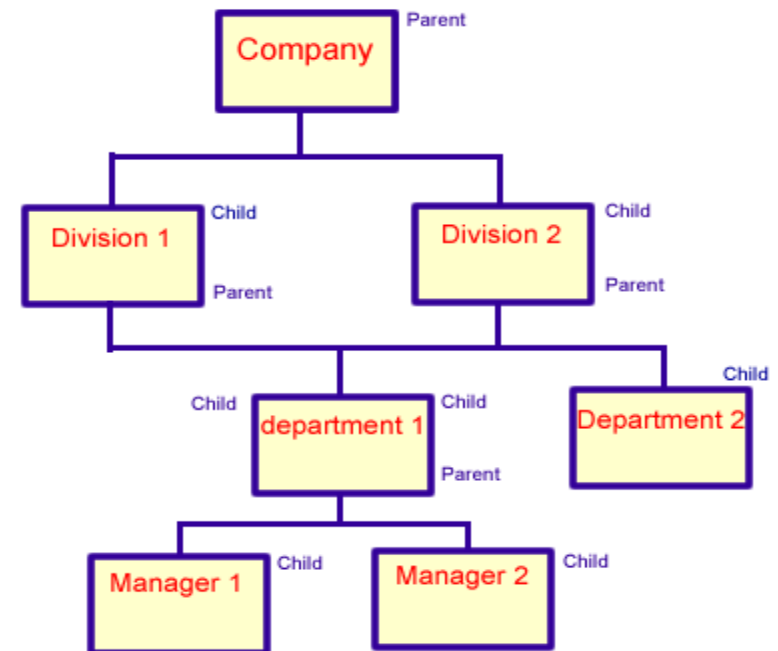 Parent
Company
Child
Division 1
Parent
Child
Division 2
Parent
Child
department 1
Child
Parent
Child
Department 2
Manager 1
Child
Manager 2
Child